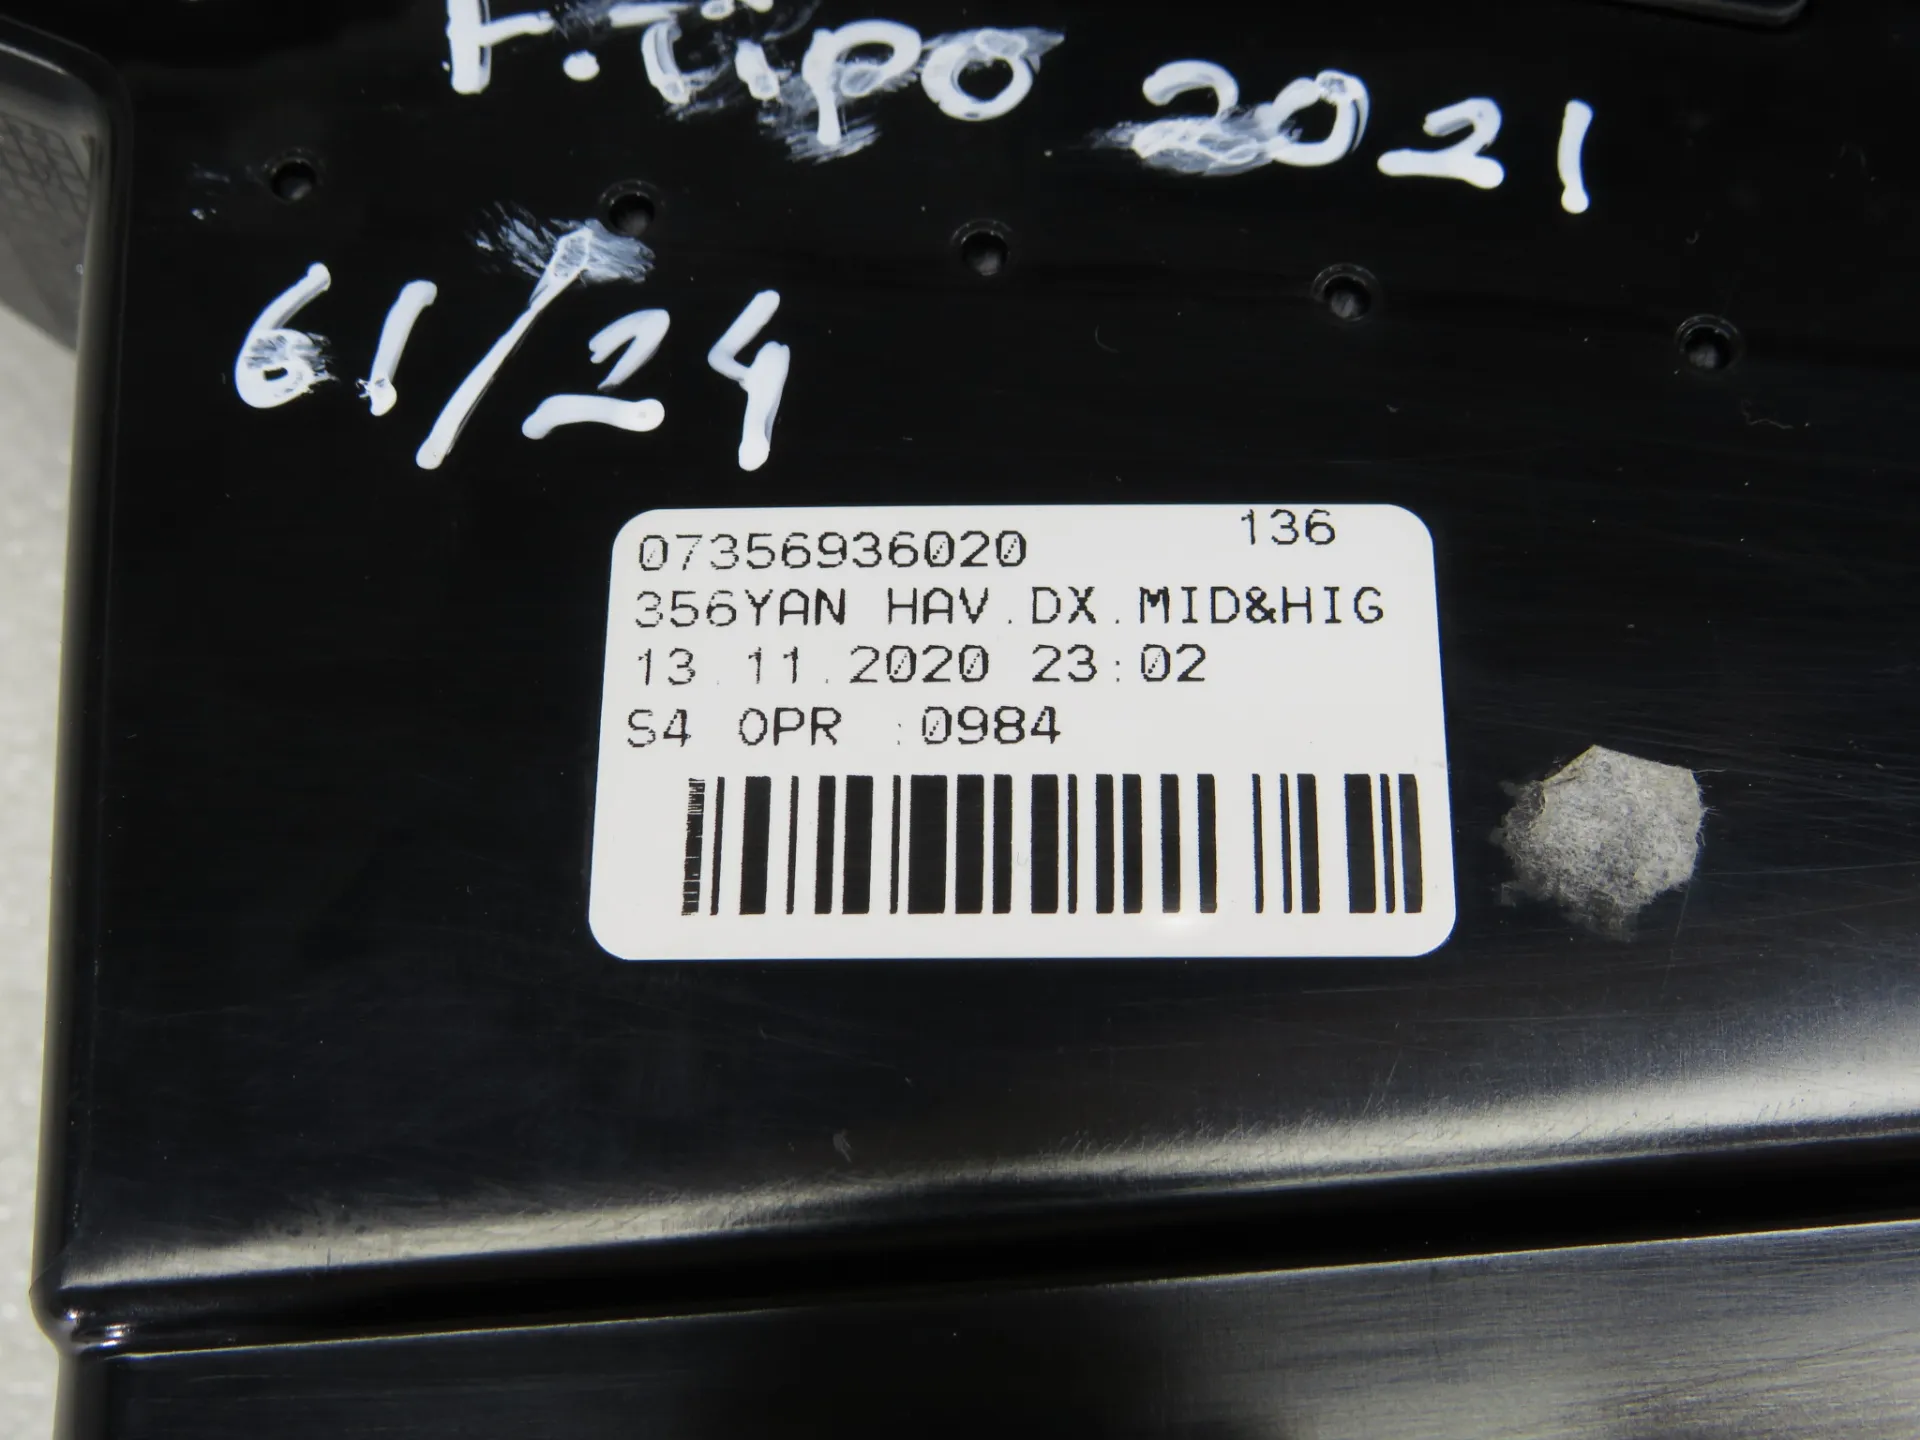 F.Tipo 2021
61/24
07356936020 136
356YAN HAV.DX.MID&HIG
13.11.2020 23:02
S4 OPR :0984